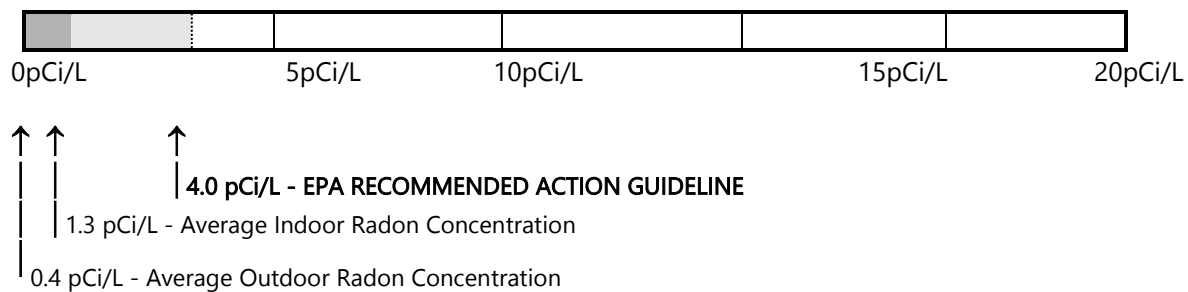 0pCi/L 5pCi/L 10pCi/L 15pCi/L 20pCi/L
4.0 pCi/L - EPA RECOMMENDED ACTION GUIDELINE
1.3 pCi/L - Average Indoor Radon Concentration
0.4 pCi/L - Average Outdoor Radon Concentration